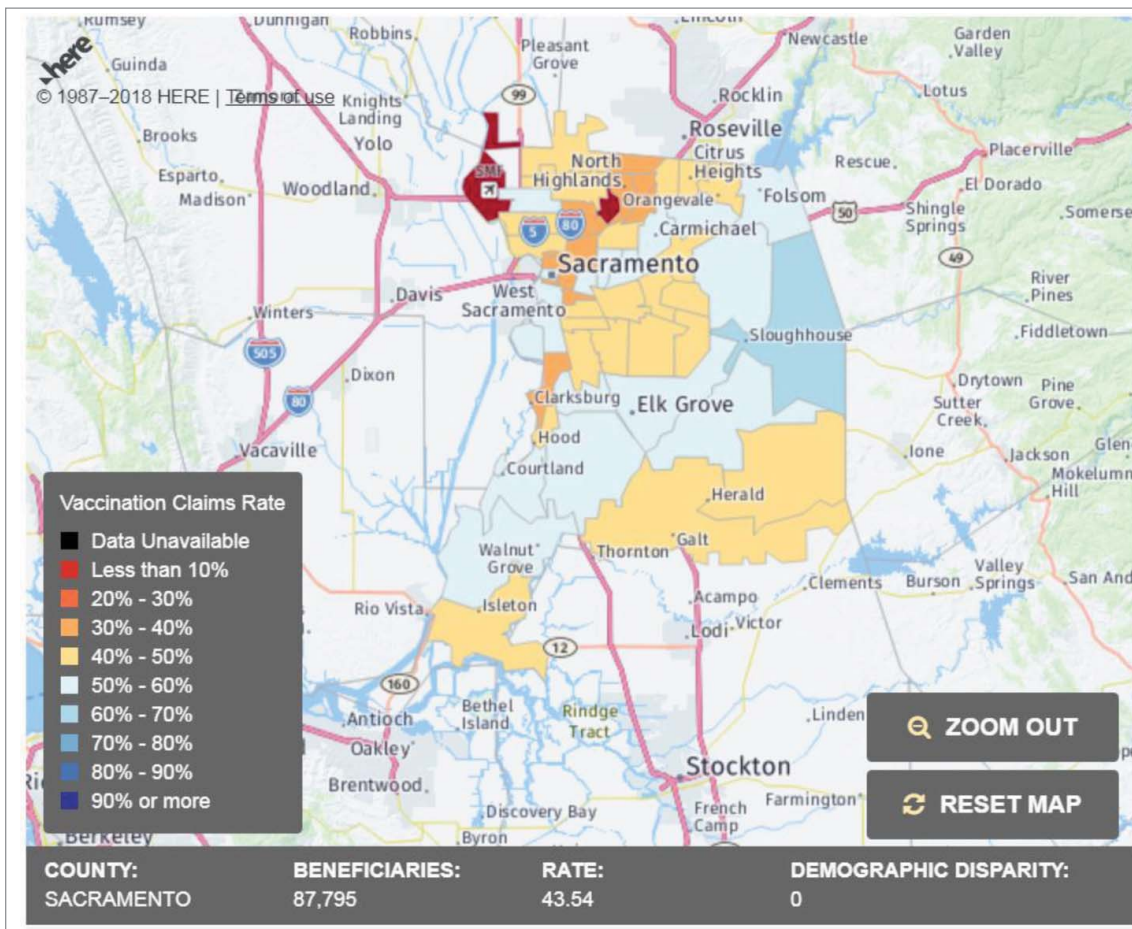 Rumsey
Dunnigan
Robbins
Lincoln
Newcastle
Garden
Valley
Pleasant
Grove
here
Guinda
© 1987–2018 HERE | Terms of use
Knights
Landing
99
Rocklin
Lotus
Brooks
Yolo
Roseville
Placerville
Esparto
Madison
Woodland
SMF
North
Highlands
Citrus
Heights
Rescue
El Dorado
Orangevale
Folsom
50
Shingle
Springs
5
80
Carmichael
49
Sacramento
River
Pines
Davis
West
Sacramento
Winters
Sloughhouse
Fiddletown
505
Dixon
80
Clarksburg
Elk Grove
Drytown
Pine
Grove
Sutter
Creek
Hood
Vacaville
Courtland
Ione
Jackson
Mokelumn
Hill
Herald
Walnut
Grove
Thornton
Galt
Valley
Springs
Clements
Burson
Rio Vista
Isleton
Acampo
Lodi
Victor
12
160
Antioch
Bethel
Island
Rindge
Tract
Linden
Oakley
Stockton
Brentwood
Discovery Bay
French
Camp
Farmington
Berkeley
Byron
Vaccination Claims Rate
Data Unavailable
Less than 10%
20% - 30%
30% - 40%
40% - 50%
50% - 60%
60% - 70%
70% - 80%
80% - 90%
90% or more
ZOOM OUT
RESET MAP
COUNTY: BENEFICIARIES: RATE: DEMOGRAPHIC DISPARITY:
SACRAMENTO 87,795 43.54 0